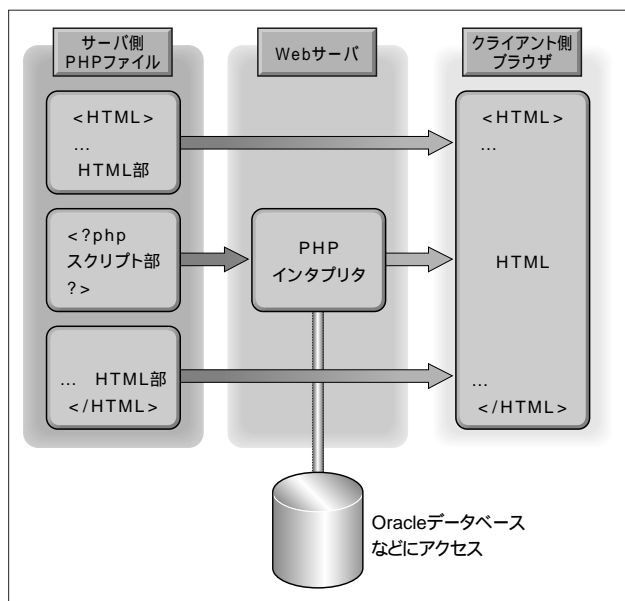 サーバ側
PHPファイル
Webサーバ
クライアント側
ブラウザ
<HTML>
...
HTML部
<?php
スクリプト部
?>
... HTML部
</HTML>
PHP
インタプリタ
<HTML>
...
HTML
...
</HTML>
Oracleデータベース
などにアクセス